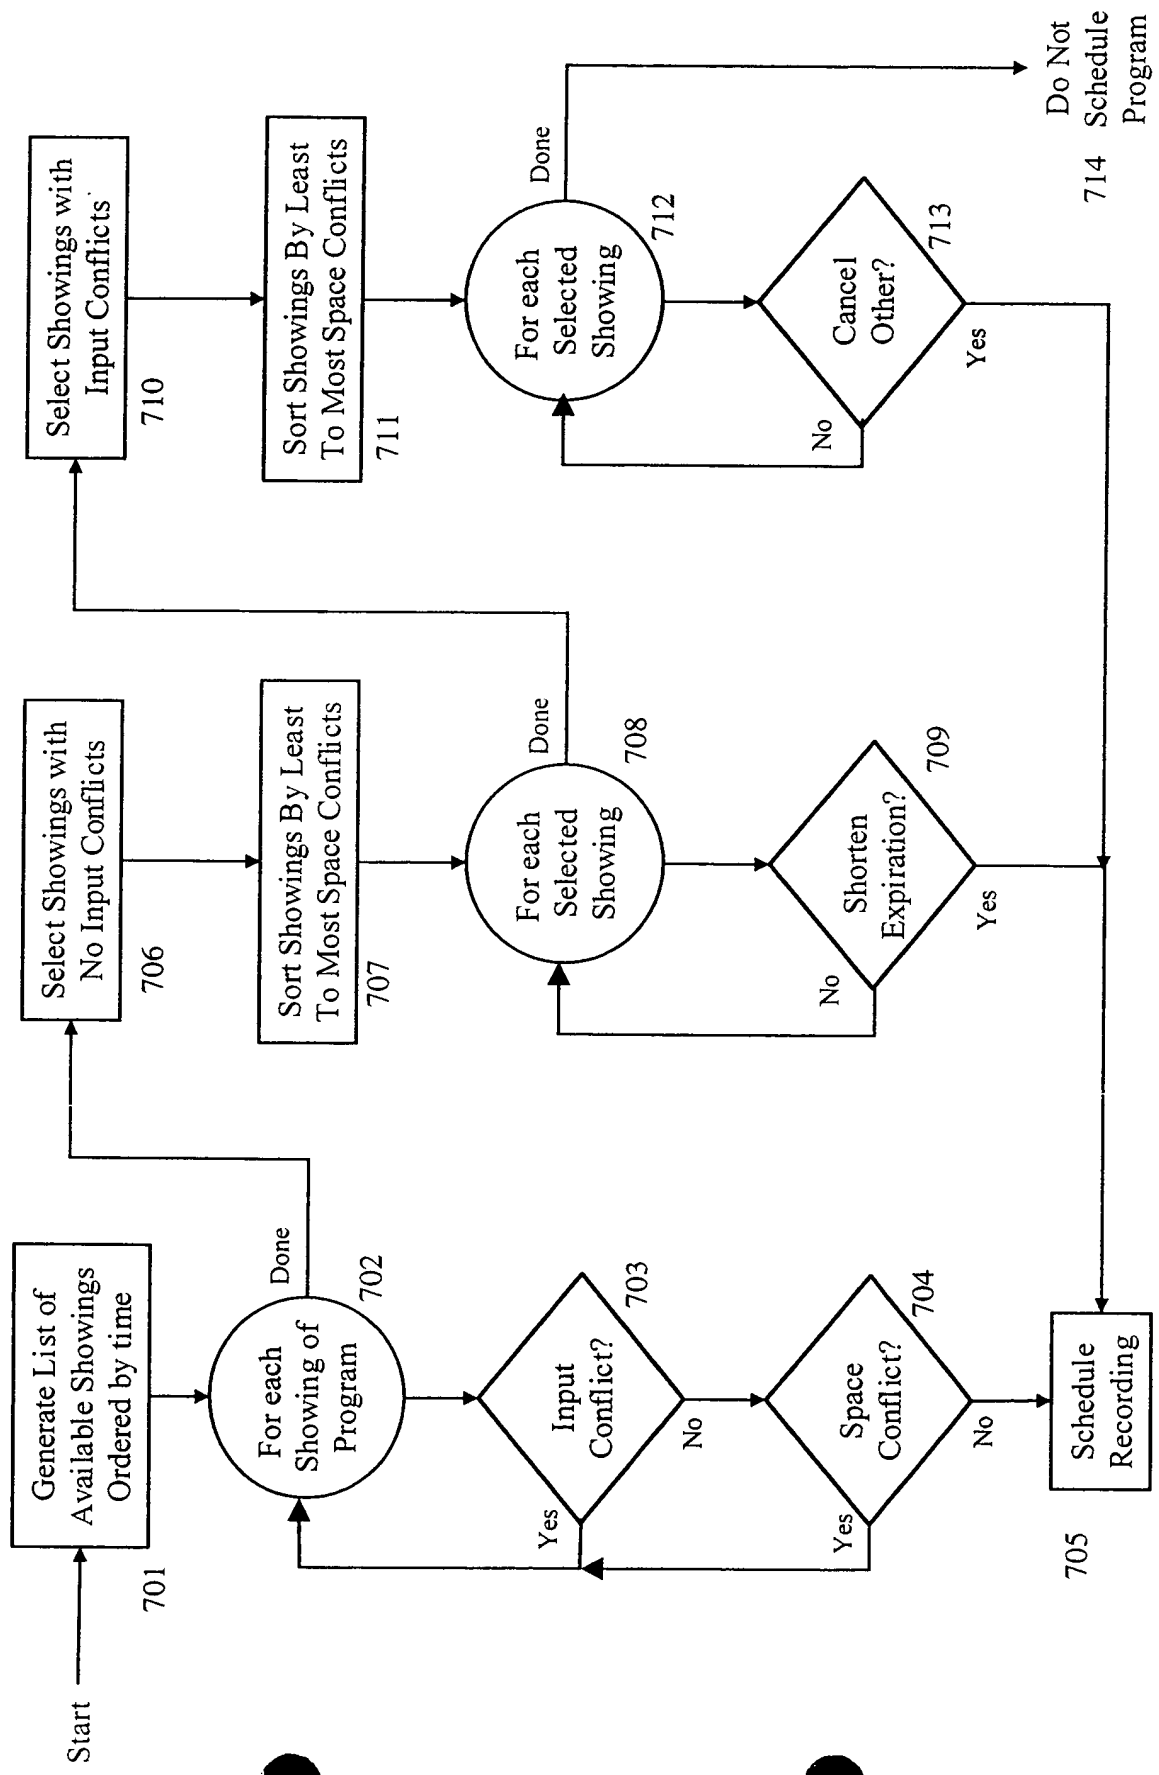 Start
Generate List of
Available Showings
Ordered by time
701
For each
Showing of
Program
Done
702
Input
Conflict?
703
Yes
No
Space
Conflict?
704
Yes
No
Schedule
Recording
705
Select Showings with
No Input Conflicts
706
Sort Showings By Least
To Most Space Conflicts
707
For each
Selected
Showing
Done
708
Shorten
Expiration?
709
No
Yes
Select Showings with
Input Conflicts
710
Sort Showings By Least
To Most Space Conflicts
711
For each
Selected
Showing
Done
712
Cancel
Other?
713
No
Yes
Do Not
714 Schedule
Program